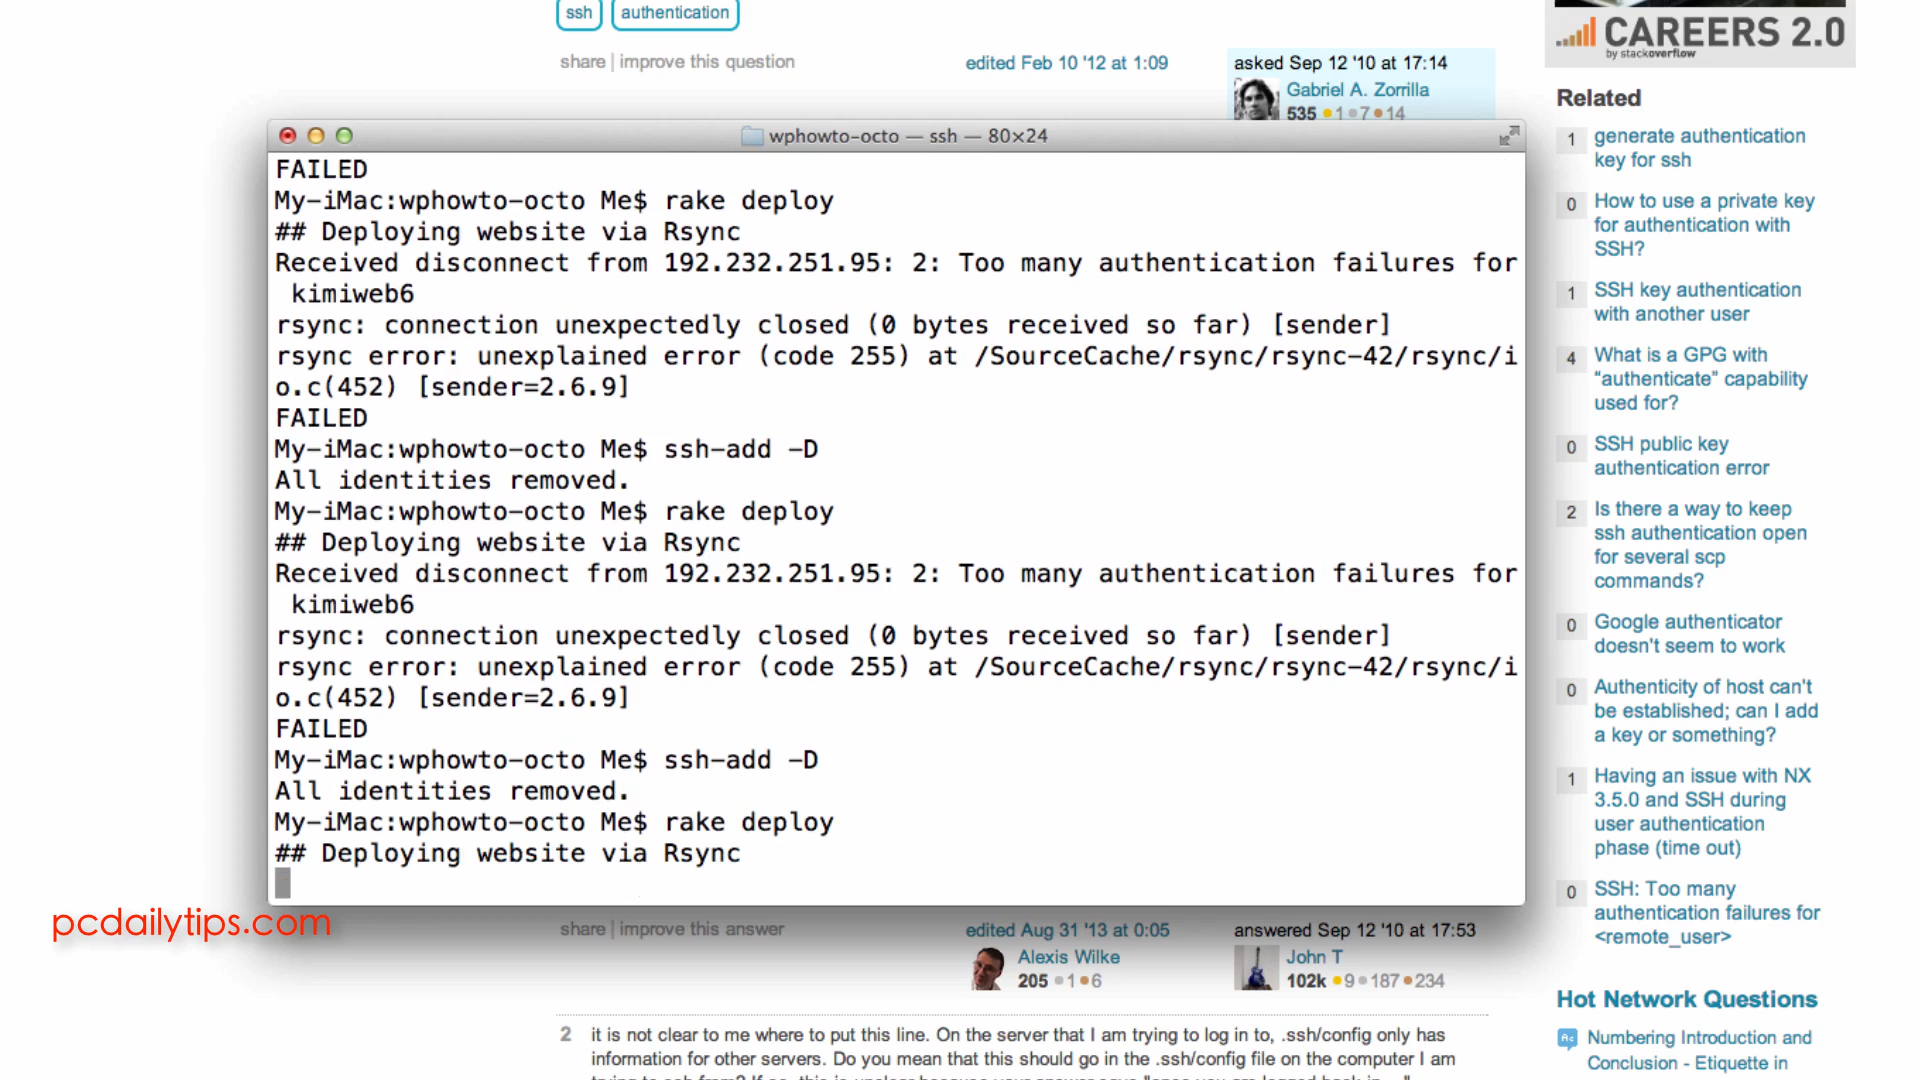 ssh authentication
share | improve this question
edited Feb 10 '12 at 1:09
asked Sep 12 '10 at 17:14
Gabriel A. Zorrilla
535 ●1●7●14
wphowto-octo — ssh — 80×24
FAILED
My-iMac:wphowto-octo Me$ rake deploy
## Deploying website via Rsync
Received disconnect from 192.232.251.95: 2: Too many authentication failures for
kimiweb6
rsync: connection unexpectedly closed (0 bytes received so far) [sender]
rsync error: unexplained error (code 255) at /SourceCache/rsync/rsync-42/rsync/i
o.c(452) [sender=2.6.9]
FAILED
My-iMac:wphowto-octo Me$ ssh-add -D
All identities removed.
My-iMac:wphowto-octo Me$ rake deploy
## Deploying website via Rsync
Received disconnect from 192.232.251.95: 2: Too many authentication failures for
kimiweb6
rsync: connection unexpectedly closed (0 bytes received so far) [sender]
rsync error: unexplained error (code 255) at /SourceCache/rsync/rsync-42/rsync/i
o.c(452) [sender=2.6.9]
FAILED
My-iMac:wphowto-octo Me$ ssh-add -D
All identities removed.
My-iMac:wphowto-octo Me$ rake deploy
## Deploying website via Rsync
pcdailytips.com
share | improve this answer
edited Aug 31 '13 at 0:05
Alexis Wilke
205 ●1●6
answered Sep 12 '10 at 17:53
John T
102k ●9●187●234
2 it is not clear to me where to put this line. On the server that I am trying to log in to, .ssh/config only has
information for other servers. Do you mean that this should go in the .ssh/config file on the computer I am
CAREERS 2.0
by stackoverflow
Related
1 generate authentication
key for ssh
0 How to use a private key
for authentication with
SSH?
1 SSH key authentication
with another user
4 What is a GPG with
"authenticate" capability
used for?
0 SSH public key
authentication error
2 Is there a way to keep
ssh authentication open
for several scp
commands?
0 Google authenticator
doesn't seem to work
0 Authenticity of host can't
be established; can I add
a key or something?
1 Having an issue with NX
3.5.0 and SSH during
user authentication
phase (time out)
0 SSH: Too many
authentication failures for
<remote_user>
Hot Network Questions
Numbering Introduction and
Conclusion - Etiquette in